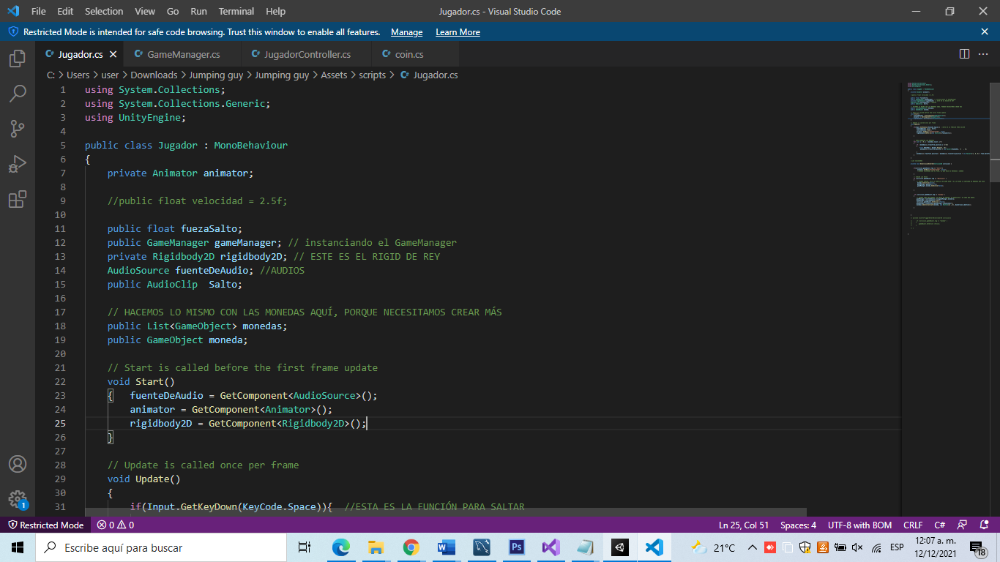 File Edit Selection View Go Run Terminal Help Jugador.cs - Visual Studio Code
Restricted Mode is intended for safe code browsing. Trust this window to enable all features. Manage Learn More
Jugador.cs GameManager.cs JugadorController.cs coin.cs
C: > Users > user > Downloads > Jumping guy > Jumping guy > Assets > scripts > Jugador.cs
1 using System.Collections;
2 using System.Collections.Generic;
3 using UnityEngine;
4
5 public class Jugador : MonoBehaviour
6 {
7 private Animator animator;
8
9 //public float velocidad = 2.5f;
10
11 public float fuezaSalto;
12 public GameManager gameManager; // instanciando el GameManager
13 private Rigidbody2D rigidbody2D; // ESTE ES EL RIGID DE REY
14 AudioSource fuenteDeAudio; //AUDIOS
15 public AudioClip  Salto;
16
17 // HACEMOS LO MISMO CON LAS MONEDAS AQUÍ, PORQUE NECESITAMOS CREAR MÁS
18 public List<GameObject> monedas;
19 public GameObject moneda;
20
21 // Start is called before the first frame update
22 void Start()
23 {   fuenteDeAudio = GetComponent<AudioSource>();
24 animator = GetComponent<Animator>();
25 rigidbody2D = GetComponent<Rigidbody2D>();
26 }
27
28 // Update is called once per frame
29 void Update()
30 {
31 if(Input.GetKeyDown(KeyCode.Space)){  //ESTA ES LA FUNCIÓN PARA SALTAR
1
Restricted Mode 0 0 Ln 25, Col 51 Spaces: 4 UTF-8 with BOM CRLF C#
Escribe aquí para buscar Ps 21°C ESP 12:07 a. m.
12/12/2021 18